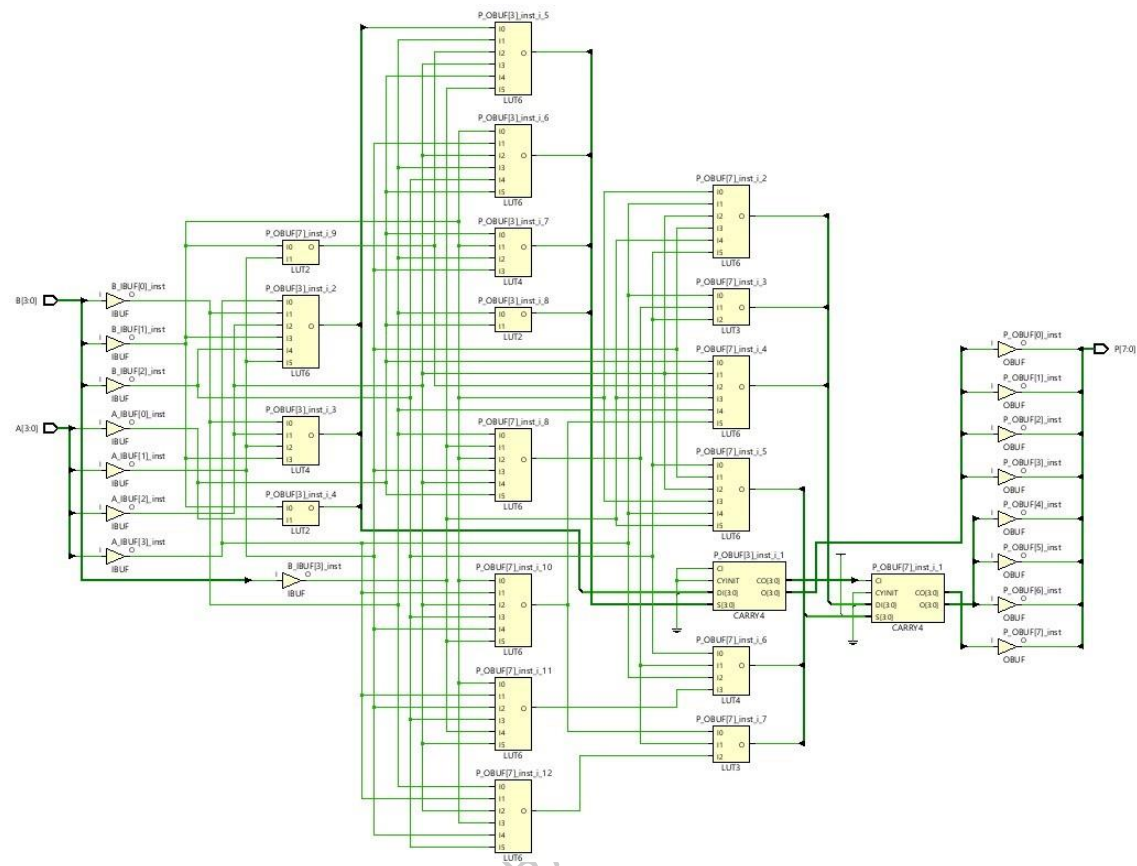 P_OBUF[3]_inst_i_5
I0
I1
I2 O
I3
I4
I5
LUT6
P_OBUF[3]_inst_i_6
I0
I1
I2 O
I3
I4
I5
LUT6
P_OBUF[3]_inst_i_7
I0
I1 O
I2
I3
LUT4
P_OBUF[3]_inst_i_8
I0 O
I1
LUT2
P_OBUF[7]_inst_i_8
I0
I1
I2 O
I3
I4
I5
LUT6
P_OBUF[7]_inst_i_10
I0
I1
I2 O
I3
I4
I5
LUT6
P_OBUF[7]_inst_i_11
I0
I1
I2 O
I3
I4
I5
LUT6
P_OBUF[7]_inst_i_12
I0
I1
I2 O
I3
I4
I5
LUT6
P_OBUF[7]_inst_i_9
I0 O
I1
LUT2
P_OBUF[3]_inst_i_2
I0
I1
I2 O
I3
I4
I5
LUT6
P_OBUF[3]_inst_i_3
I0
I1 O
I2
I3
LUT4
P_OBUF[3]_inst_i_4
I0 O
I1
LUT2
B[3:0]
A[3:0]
B_IBUF[0]_inst
I O
IBUF
B_IBUF[1]_inst
I O
IBUF
B_IBUF[2]_inst
I O
IBUF
A_IBUF[0]_inst
I O
IBUF
A_IBUF[1]_inst
I O
IBUF
A_IBUF[2]_inst
I O
IBUF
A_IBUF[3]_inst
I O
IBUF
B_IBUF[3]_inst
I O
IBUF
P_OBUF[7]_inst_i_2
I0
I1
I2 O
I3
I4
I5
LUT6
P_OBUF[7]_inst_i_3
I0
I1 O
I2
LUT3
P_OBUF[7]_inst_i_4
I0
I1
I2 O
I3
I4
I5
LUT6
P_OBUF[7]_inst_i_5
I0
I1
I2 O
I3
I4
I5
LUT6
P_OBUF[3]_inst_i_1
CI
CYINIT CO(3:0)
DI(3:0) O(3:0)
S(3:0)
CARRY4
P_OBUF[7]_inst_i_1
CI
CYINIT CO(3:0)
DI(3:0) O(3:0)
S(3:0)
CARRY4
P_OBUF[7]_inst_i_6
I0
I1 O
I2
I3
LUT4
P_OBUF[7]_inst_i_7
I0
I1 O
I2
LUT3
P_OBUF[0]_inst
I O
OBUF
P_OBUF[1]_inst
I O
OBUF
P_OBUF[2]_inst
I O
OBUF
P_OBUF[3]_inst
I O
OBUF
P_OBUF[4]_inst
I O
OBUF
P_OBUF[5]_inst
I O
OBUF
P_OBUF[6]_inst
I O
OBUF
P_OBUF[7]_inst
I O
OBUF
P[7:0]